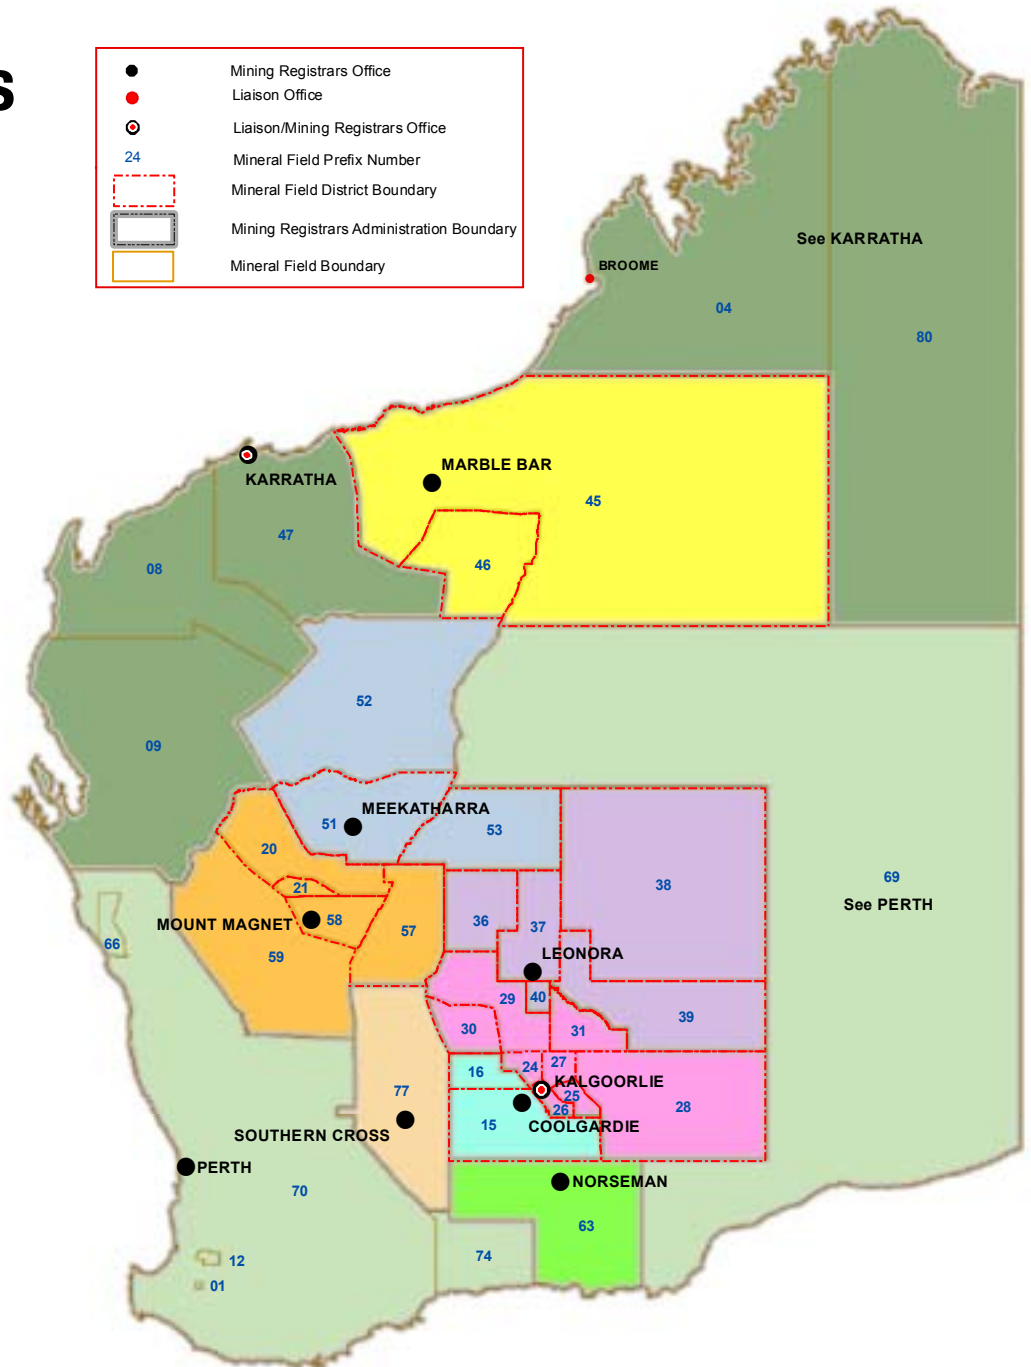 s
Mining Registrars Office
Liaison Office
Liaison/Mining Registrars Office
24 Mineral Field Prefix Number
Mineral Field District Boundary
Mining Registrars Administration Boundary
Mineral Field Boundary
See KARRATHA
BROOME
04
80
MARBLE BAR
KARRATHA
45
47
46
08
52
09
MEEKATHARRA
51
53
20
21
38
69
See PERTH
36
37
MOUNT MAGNET
58
57
66
59
LEONORA
29
40
39
30
31
16
24
27
KALGOORLIE
77
25
26
28
15
COOLGARDIE
SOUTHERN CROSS
PERTH
NORSEMAN
70
63
74
12
01